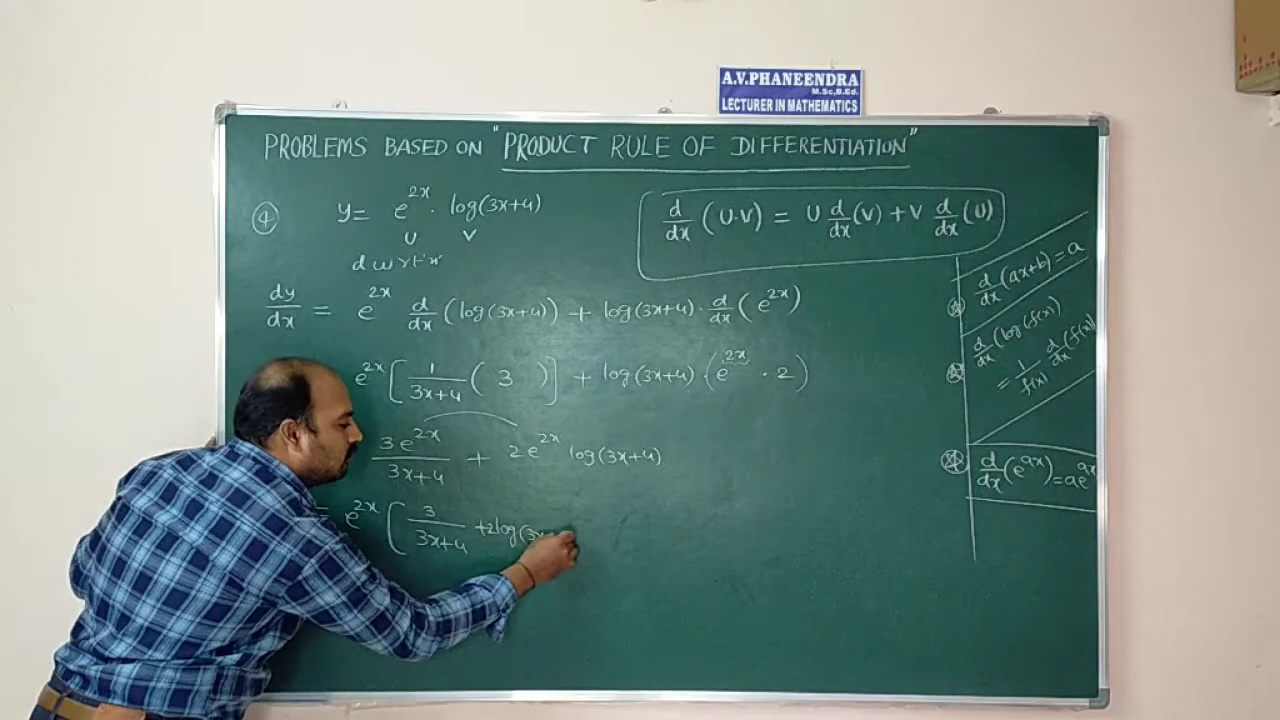 A.V.PHANEENDRA
M.Sc,B.Ed.
LECTURER IN MATHEMATICS
PROBLEMS BASED ON "PRODUCT RULE OF DIFFERENTIATION"
④ y = e^{2x} · log(3x+4)
U V
d w r t x
d/dx (U·V) = U d/dx (V) + V d/dx (U)
dy/dx = e^{2x} d/dx (log(3x+4)) + log(3x+4) · d/dx (e^{2x})
e^{2x} [ 1/(3x+4) ( 3 ) ] + log(3x+4) · (e^{2x} · 2)
3e^{2x}/(3x+4) + 2e^{2x} log(3x+4)
= e^{2x} [ 3/(3x+4) + 2log(3x
d/dx (ax+b) = a
d/dx (log(f(x))
= 1/f(x) d/dx (f(x))
d/dx (e^{ax}) = ae^{ax}